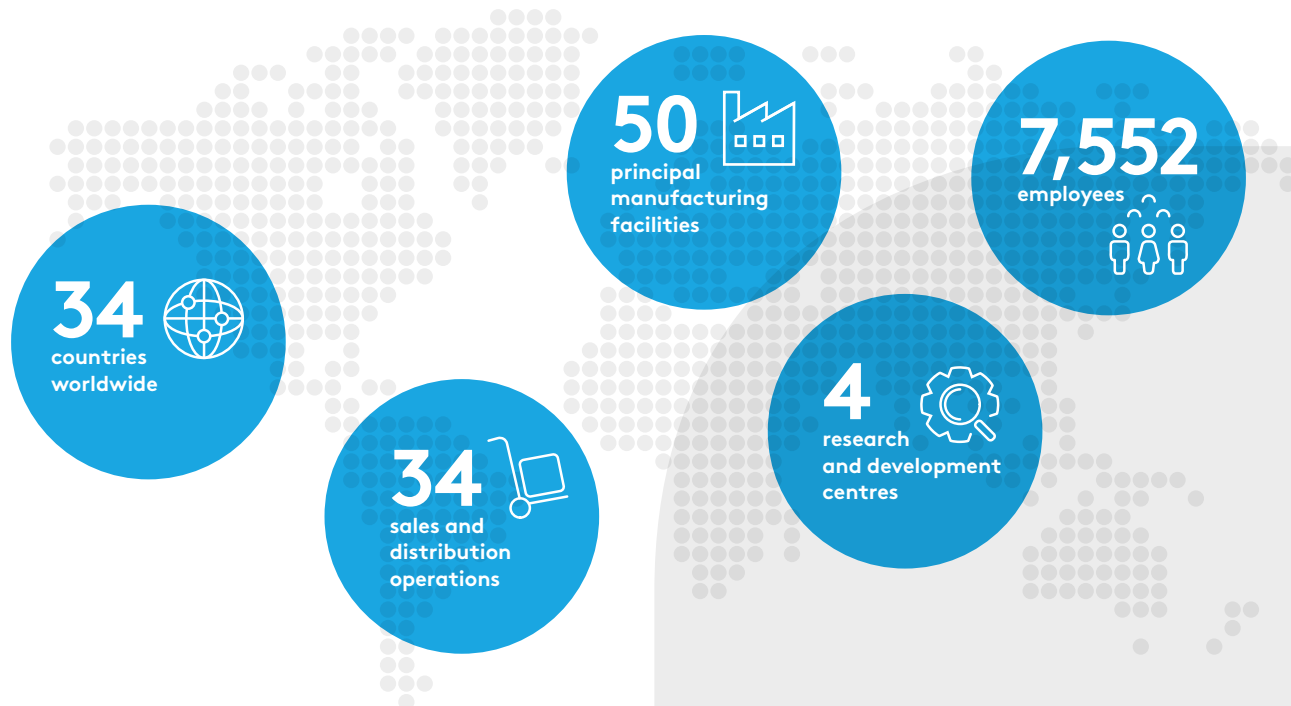 50
principal
manufacturing
facilities
7,552
employees
34
countries
worldwide
4
research
and development
centres
34
sales and
distribution
operations